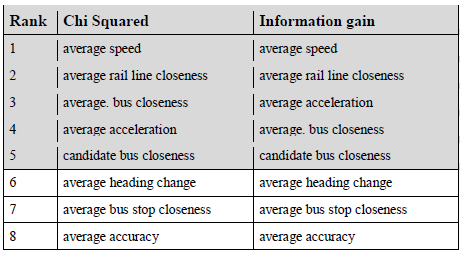 Rank Chi Squared Information gain
1 average speed average speed
2 average rail line closeness average rail line closeness
3 average. bus closeness average acceleration
4 average acceleration average. bus closeness
5 candidate bus closeness candidate bus closeness
6 average heading change average heading change
7 average bus stop closeness average bus stop closeness
8 average accuracy average accuracy